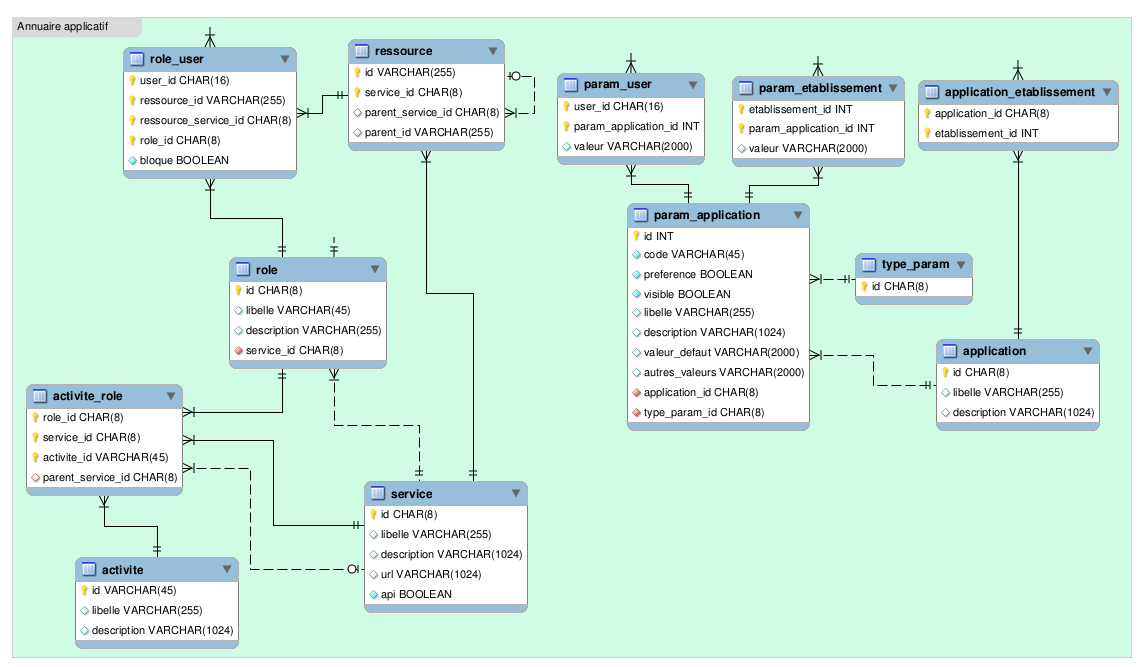 Annuaire applicatif
role_user
user_id CHAR(16)
ressource_id VARCHAR(255)
ressource_service_id CHAR(8)
role_id CHAR(8)
bloque BOOLEAN
ressource
id VARCHAR(255)
service_id CHAR(8)
parent_service_id CHAR(8)
parent_id VARCHAR(255)
param_user
user_id CHAR(16)
param_application_id INT
valeur VARCHAR(2000)
param_etablissement
etablissement_id INT
param_application_id INT
valeur VARCHAR(2000)
application_etablissement
application_id CHAR(8)
etablissement_id INT
param_application
id INT
code VARCHAR(45)
preference BOOLEAN
visible BOOLEAN
libelle VARCHAR(255)
description VARCHAR(1024)
valeur_defaut VARCHAR(2000)
autres_valeurs VARCHAR(2000)
application_id CHAR(8)
type_param_id CHAR(8)
type_param
id CHAR(8)
role
id CHAR(8)
libelle VARCHAR(45)
description VARCHAR(255)
service_id CHAR(8)
application
id CHAR(8)
libelle VARCHAR(255)
description VARCHAR(1024)
activite_role
role_id CHAR(8)
service_id CHAR(8)
activite_id VARCHAR(45)
parent_service_id CHAR(8)
service
id CHAR(8)
libelle VARCHAR(255)
description VARCHAR(1024)
url VARCHAR(1024)
api BOOLEAN
activite
id VARCHAR(45)
libelle VARCHAR(255)
description VARCHAR(1024)